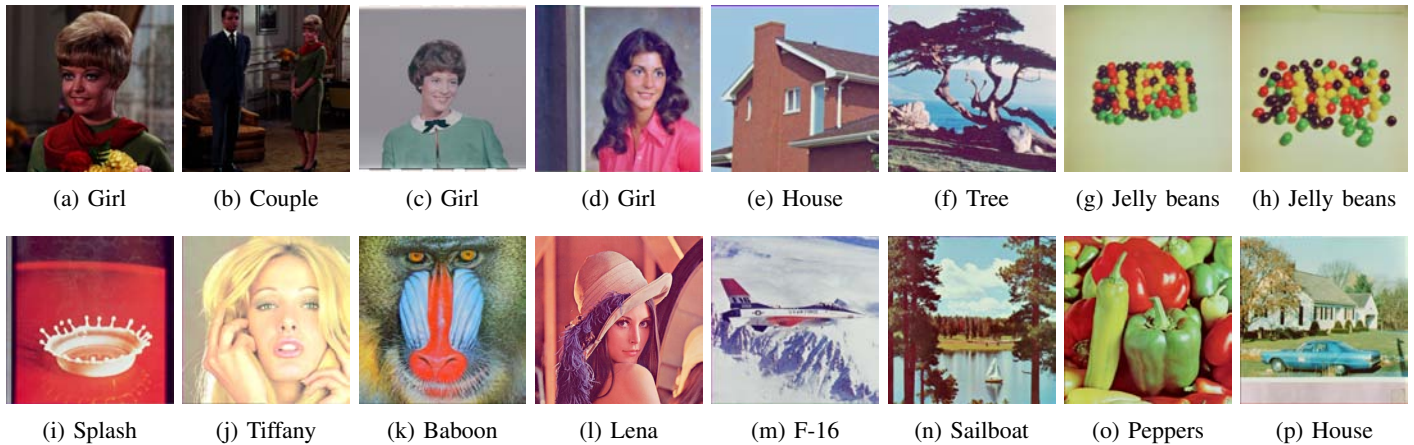 (a) Girl
(b) Couple
(c) Girl
(d) Girl
(e) House
(f) Tree
(g) Jelly beans
(h) Jelly beans
(i) Splash
(j) Tiffany
(k) Baboon
(l) Lena
(m) F-16
(n) Sailboat
(o) Peppers
(p) House